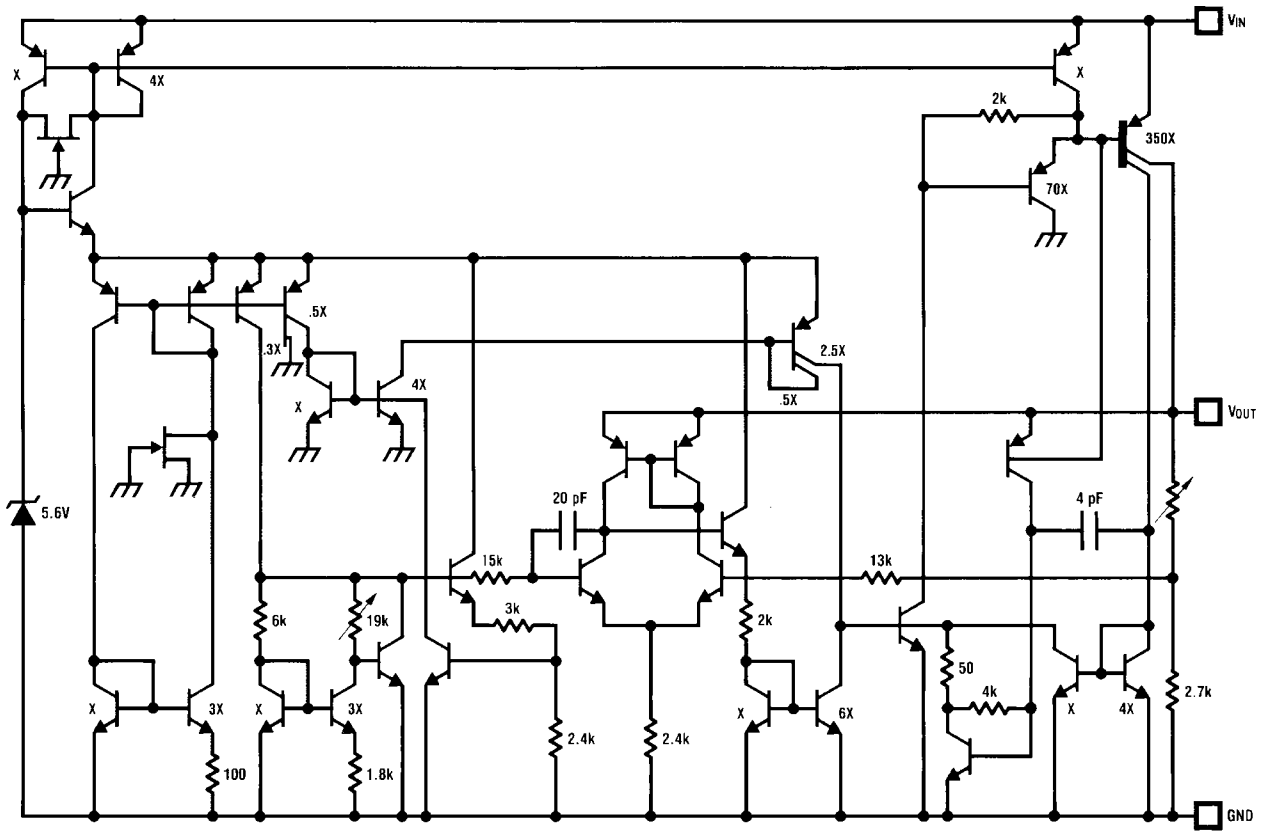 V_IN
X
4X
X
2k
350X
70X
.5X
.3X
2.5X
4X
X
.5X
V_OUT
5.6V
20 pF
4 pF
15k
13k
3k
6k
19k
2k
50
X
3X
X
3X
X
6X
4k
X
4X
2.7k
100
1.8k
2.4k
2.4k
GND